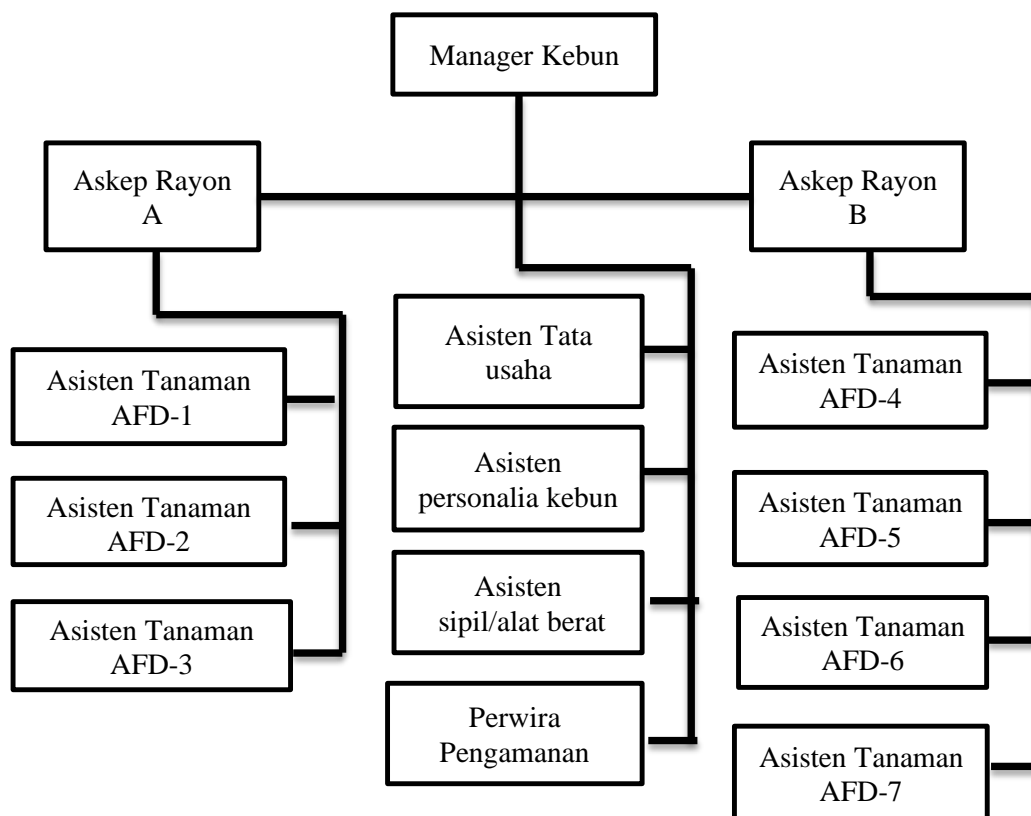 Manager Kebun
Askep Rayon
A
Askep Rayon
B
Asisten Tanaman
AFD-1
Asisten Tanaman
AFD-2
Asisten Tanaman
AFD-3
Asisten Tata
usaha
Asisten
personalia kebun
Asisten
sipil/alat berat
Perwira
Pengamanan
Asisten Tanaman
AFD-4
Asisten Tanaman
AFD-5
Asisten Tanaman
AFD-6
Asisten Tanaman
AFD-7